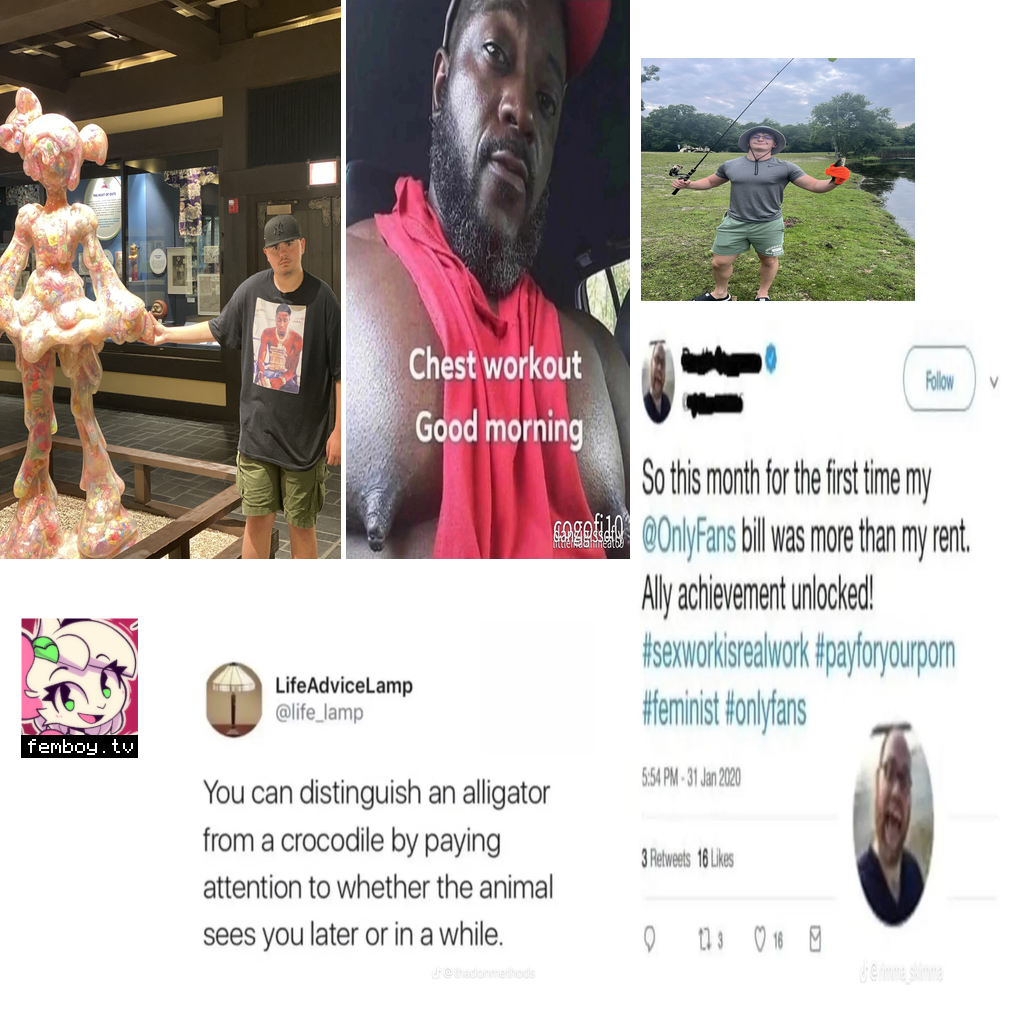 Chest workout
Good morning
cogofi10
So this month for the first time my
@OnlyFans bill was more than my rent.
Ally achievement unlocked!
#sexworkisrealwork #payforyourporn
#feminist #onlyfans
5:54 PM - 31 Jan 2020
3 Retweets 16 Likes
3
16
Follow
femboy.tv
LifeAdviceLamp
@life_lamp
You can distinguish an alligator
from a crocodile by paying
attention to whether the animal
sees you later or in a while.
@thadonmethods
@rimma_skimma